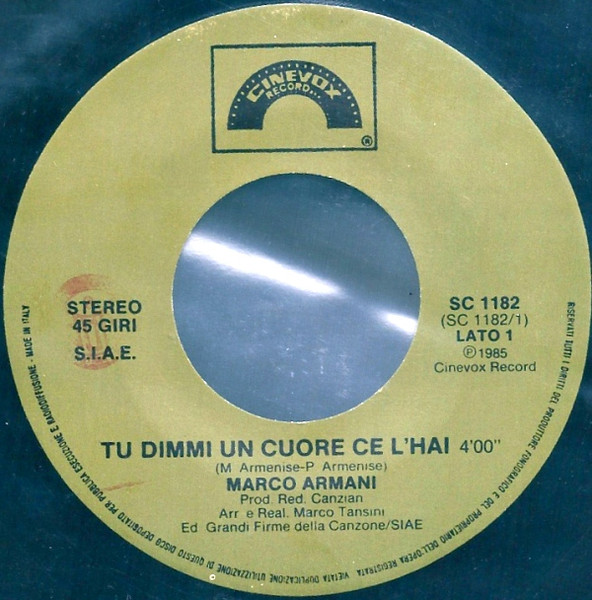 CINEVOX
RECORD
®
STEREO
45 GIRI
S.I.A.E.
SC 1182
(SC 1182/1)
LATO 1
℗1985
Cinevox Record
TU DIMMI UN CUORE CE L'HAI 4'00"
(M Armenise-P Armenise)
MARCO ARMANI
Prod. Red. Canzian
Arr e Real. Marco Tansini
Ed Grandi Firme della Canzone/SIAE
RISERVATI TUTTI I DIRITTI DEL PRODUTTORE FONOGRAFICO E DEL PROPRIETARIO DELL'OPERA REGISTRATA VIETATA DUPLICAZIONE UTILIZZAZIONE DI QUESTO DISCO DEPOSITATO PER PUBBLICA ESECUZIONE E RADIODIFFUSIONE - MADE IN ITALY